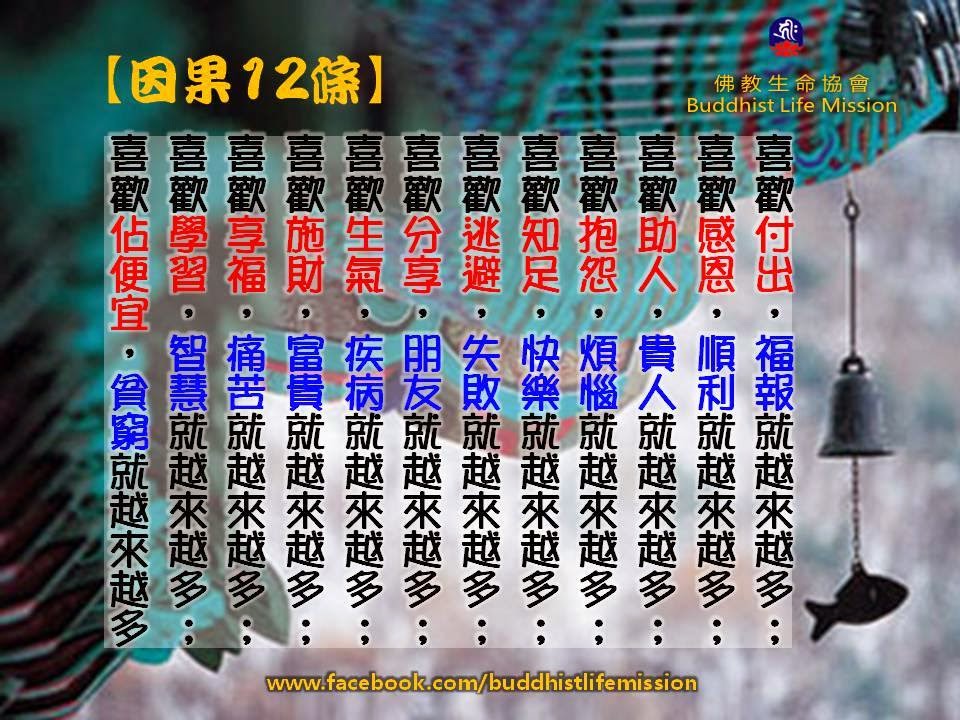 【因果12條】
佛教生命協會
Buddhist Life Mission
喜歡付出，福報就越來越多；
喜歡感恩，順利就越來越多；
喜歡助人，貴人就越來越多；
喜歡抱怨，煩惱就越來越多；
喜歡知足，快樂就越來越多；
喜歡逃避，失敗就越來越多；
喜歡分享，朋友就越來越多；
喜歡生氣，疾病就越來越多；
喜歡施財，富貴就越來越多；
喜歡享福，痛苦就越來越多；
喜歡學習，智慧就越來越多；
喜歡佔便宜，貧窮就越來越多
www.facebook.com/buddhistlifemission